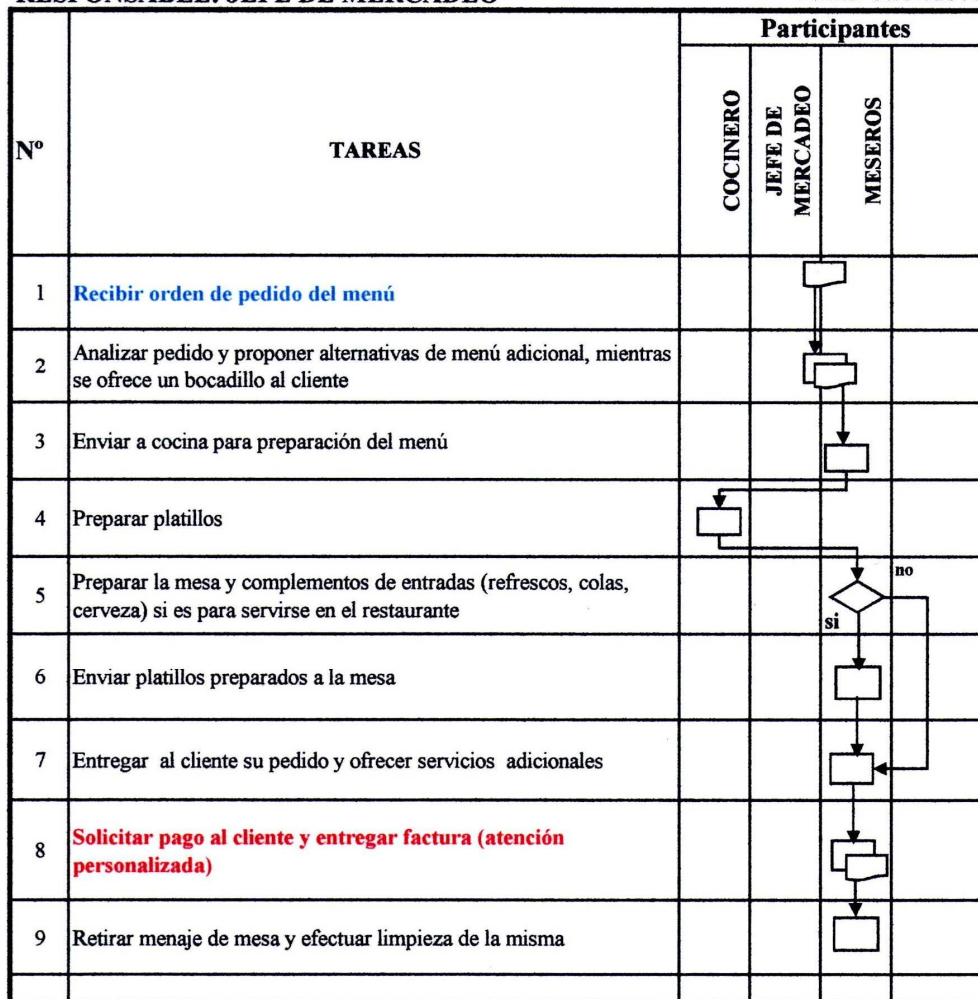 RESPONSABLE: JEFE DE MERCADEO
Participantes
Nº
TAREAS
COCINERO
JEFE DE
MERCADEO
MESEROS
1
Recibir orden de pedido del menú
2
Analizar pedido y proponer alternativas de menú adicional, mientras
se ofrece un bocadillo al cliente
3
Enviar a cocina para preparación del menú
4
Preparar platillos
5
Preparar la mesa y complementos de entradas (refrescos, colas,
cerveza) si es para servirse en el restaurante
no
si
6
Enviar platillos preparados a la mesa
7
Entregar al cliente su pedido y ofrecer servicios adicionales
8
Solicitar pago al cliente y entregar factura (atención
personalizada)
9
Retirar menaje de mesa y efectuar limpieza de la misma